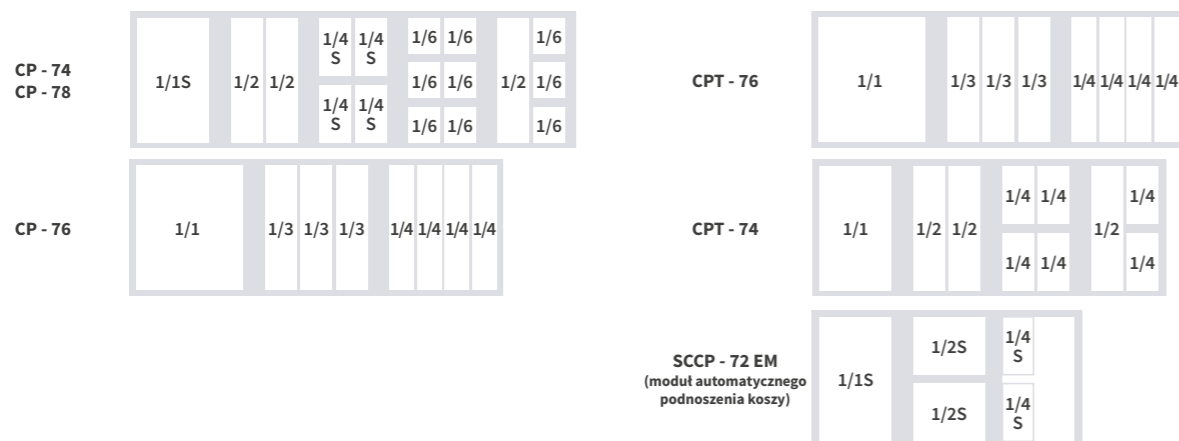 CP - 74
CP - 78
1/1S
1/2 1/2
1/4 1/4
S S
1/4 1/4
S S
1/6 1/6
1/6 1/6
1/6 1/6
1/2
1/6
1/6
1/6
CPT - 76
1/1
1/3 1/3 1/3
1/4 1/4 1/4 1/4
CP - 76
1/1
1/3 1/3 1/3
1/4 1/4 1/4 1/4
CPT - 74
1/1
1/2 1/2
1/4 1/4
1/4 1/4
1/2
1/4
1/4
SCCP - 72 EM
(moduł automatycznego
podnoszenia koszy)
1/1S
1/2S
1/2S
1/4
S
1/4
S